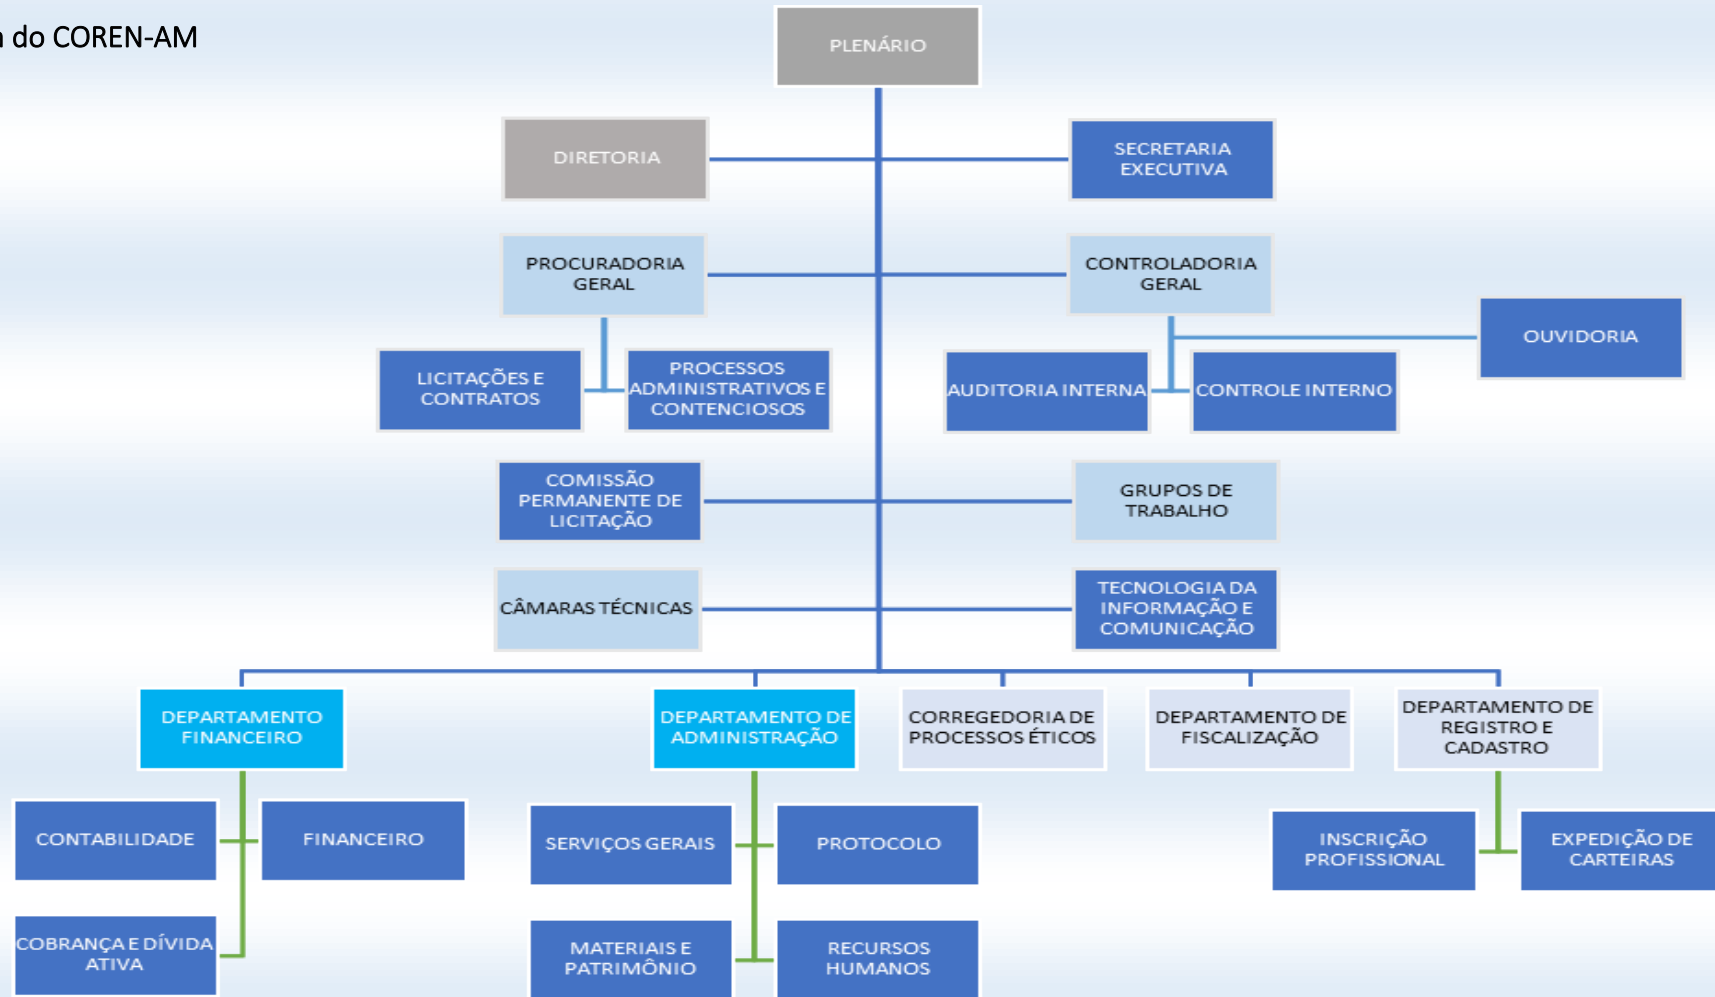 do COREN-AM
PLENÁRIO
DIRETORIA
SECRETARIA
EXECUTIVA
PROCURADORIA
GERAL
CONTROLADORIA
GERAL
OUVIDORIA
LICITAÇÕES E
CONTRATOS
PROCESSOS
ADMINISTRATIVOS E
CONTENCIOSOS
AUDITORIA INTERNA
CONTROLE INTERNO
COMISSÃO
PERMANENTE DE
LICITAÇÃO
GRUPOS DE
TRABALHO
CÂMARAS TÉCNICAS
TECNOLOGIA DA
INFORMAÇÃO E
COMUNICAÇÃO
DEPARTAMENTO
FINANCEIRO
DEPARTAMENTO DE
ADMINISTRAÇÃO
CORREGEDORIA DE
PROCESSOS ÉTICOS
DEPARTAMENTO DE
FISCALIZAÇÃO
DEPARTAMENTO DE
REGISTRO E
CADASTRO
CONTABILIDADE
FINANCEIRO
SERVIÇOS GERAIS
PROTOCOLO
INSCRIÇÃO
PROFISSIONAL
EXPEDIÇÃO DE
CARTEIRAS
COBRANÇA E DÍVIDA
ATIVA
MATERIAIS E
PATRIMÔNIO
RECURSOS
HUMANOS